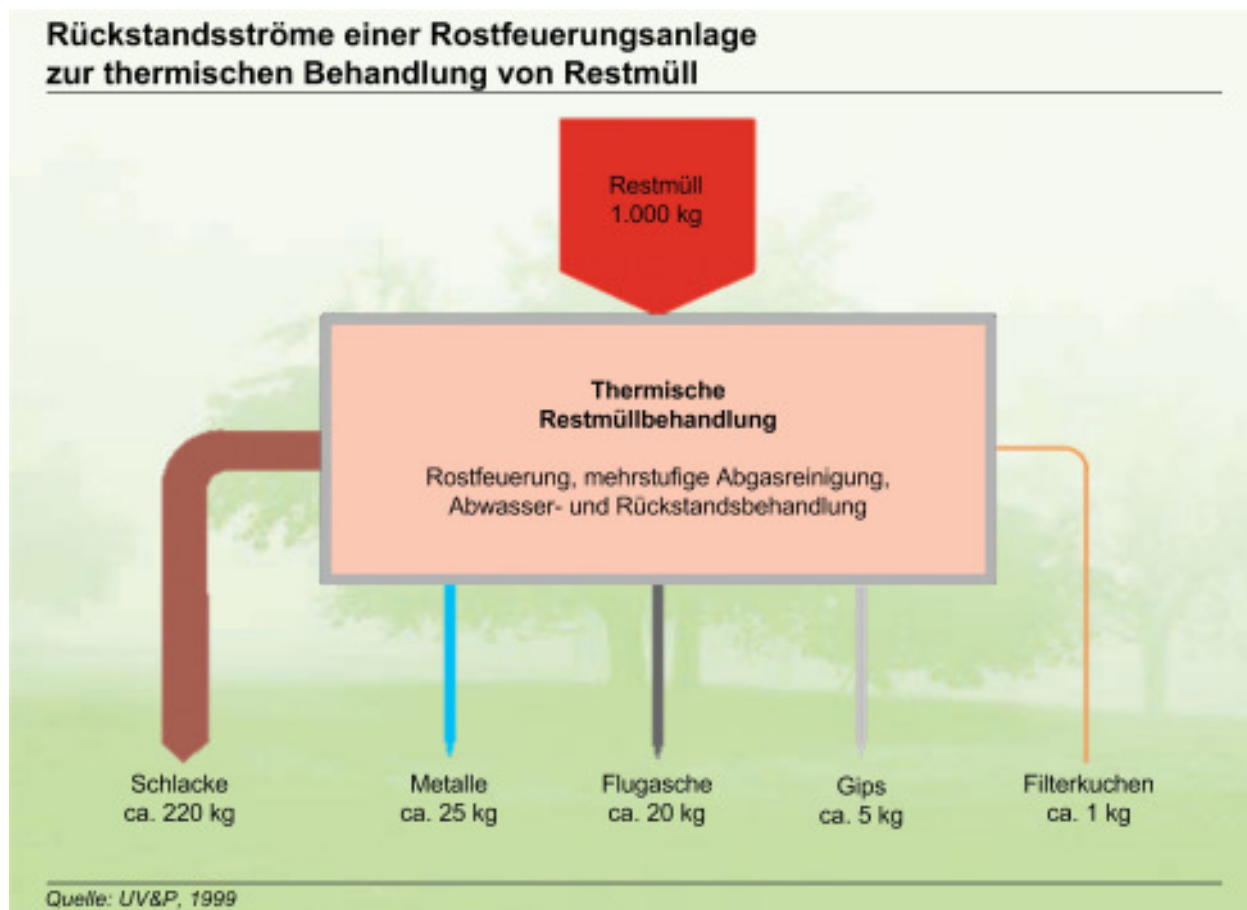 Rückstandsströme einer Rostfeuerungsanlage
zur thermischen Behandlung von Restmüll
Restmüll
1.000 kg
Thermische
Restmüllbehandlung
Rostfeuerung, mehrstufige Abgasreinigung,
Abwasser- und Rückstandsbehandlung
Schlacke
ca. 220 kg
Metalle
ca. 25 kg
Flugasche
ca. 20 kg
Gips
ca. 5 kg
Filterkuchen
ca. 1 kg
Quelle: UV&P, 1999